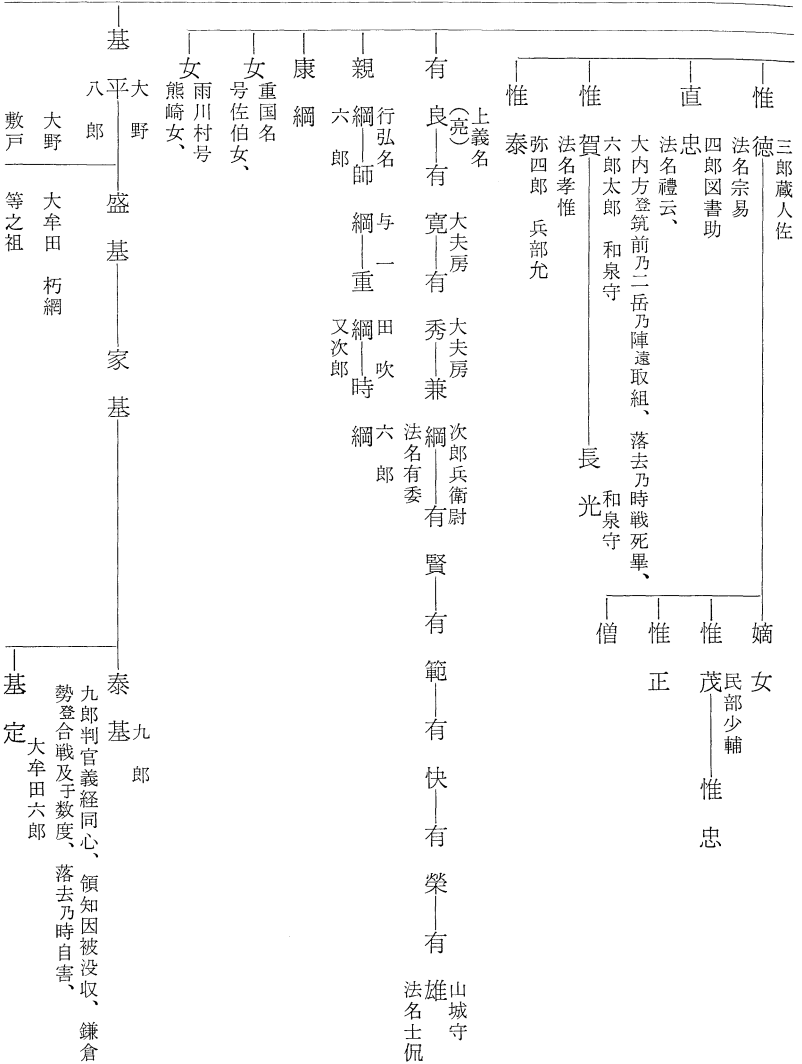 三郎蔵人佐
惟徳
法名宗易
嫡女
民部少輔
惟茂
惟忠
惟正
僧
四郎図書助
直忠
法名禮云、
大内方登筑前乃二岳乃陣遠取組、落去乃時戦死畢、
六郎太郎 和泉守
惟賀
法名孝惟
和泉守
長光
弥四郎 兵部允
惟泰
上義名
有良
(亮)
有寛
大夫房
有秀
大夫房
兼綱
次郎兵衛尉
法名有委
有賢
有範
有快
有榮
有雄
山城守
法名士侃
行弘名
親綱
六郎
師綱
与一
重綱
田吹
又次郎
時綱
六郎
康綱
重国名
女
号佐伯女、
雨川村号
女
熊崎女、
大野
基平
八郎
大野 大牟田 朽網
敷戸 等之祖
盛基
家基
九郎
泰基
九郎判官義経同心、領知因被没収、鎌倉
勢登合戦及于数度、落去乃時自害、
大牟田六郎
基定